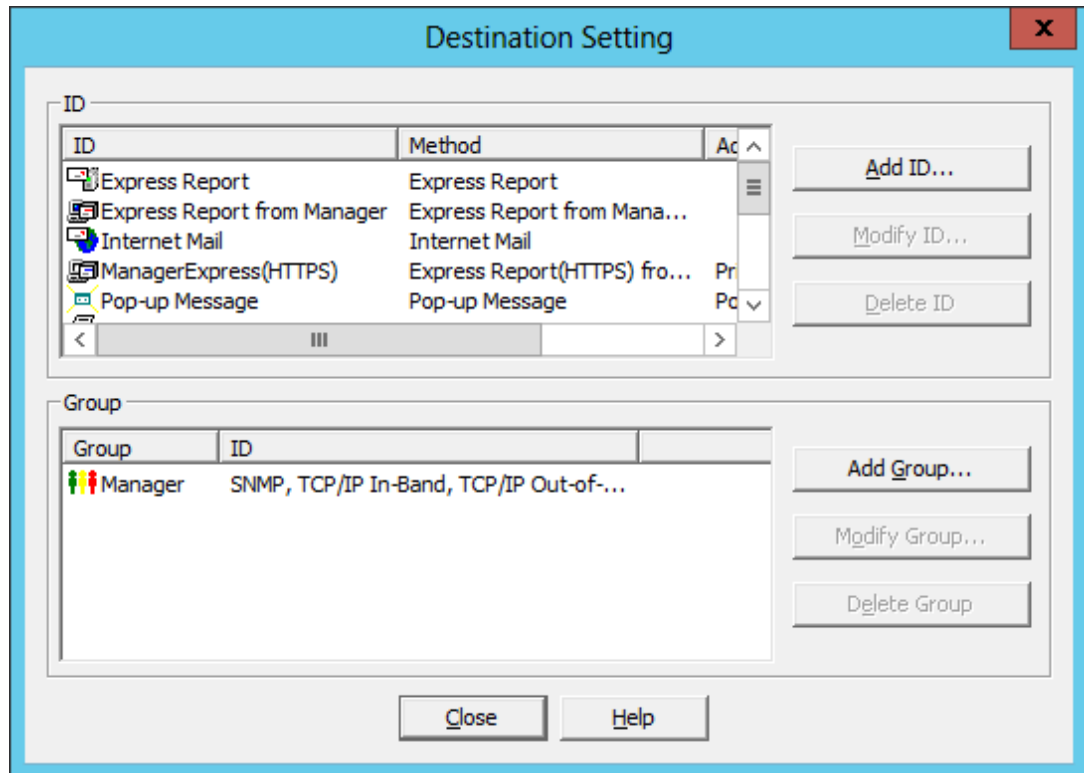 Destination Setting
x
ID
ID Method
Express Report Express Report
Express Report from Manager Express Report from Mana...
Internet Mail Internet Mail
ManagerExpress(HTTPS) Express Report(HTTPS) fro...
Pop-up Message Pop-up Message
Add ID...
Modify ID...
Delete ID
Group
Group ID
Manager SNMP, TCP/IP In-Band, TCP/IP Out-of-...
Add Group...
Modify Group...
Delete Group
Close Help